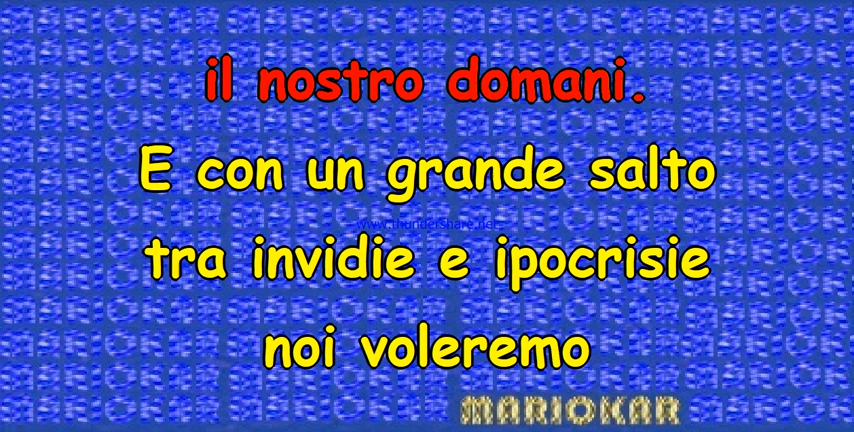 il nostro domani.
E con un grande salto
www.thundershare.net
tra invidie e ipocrisie
noi voleremo
MARIOKAR